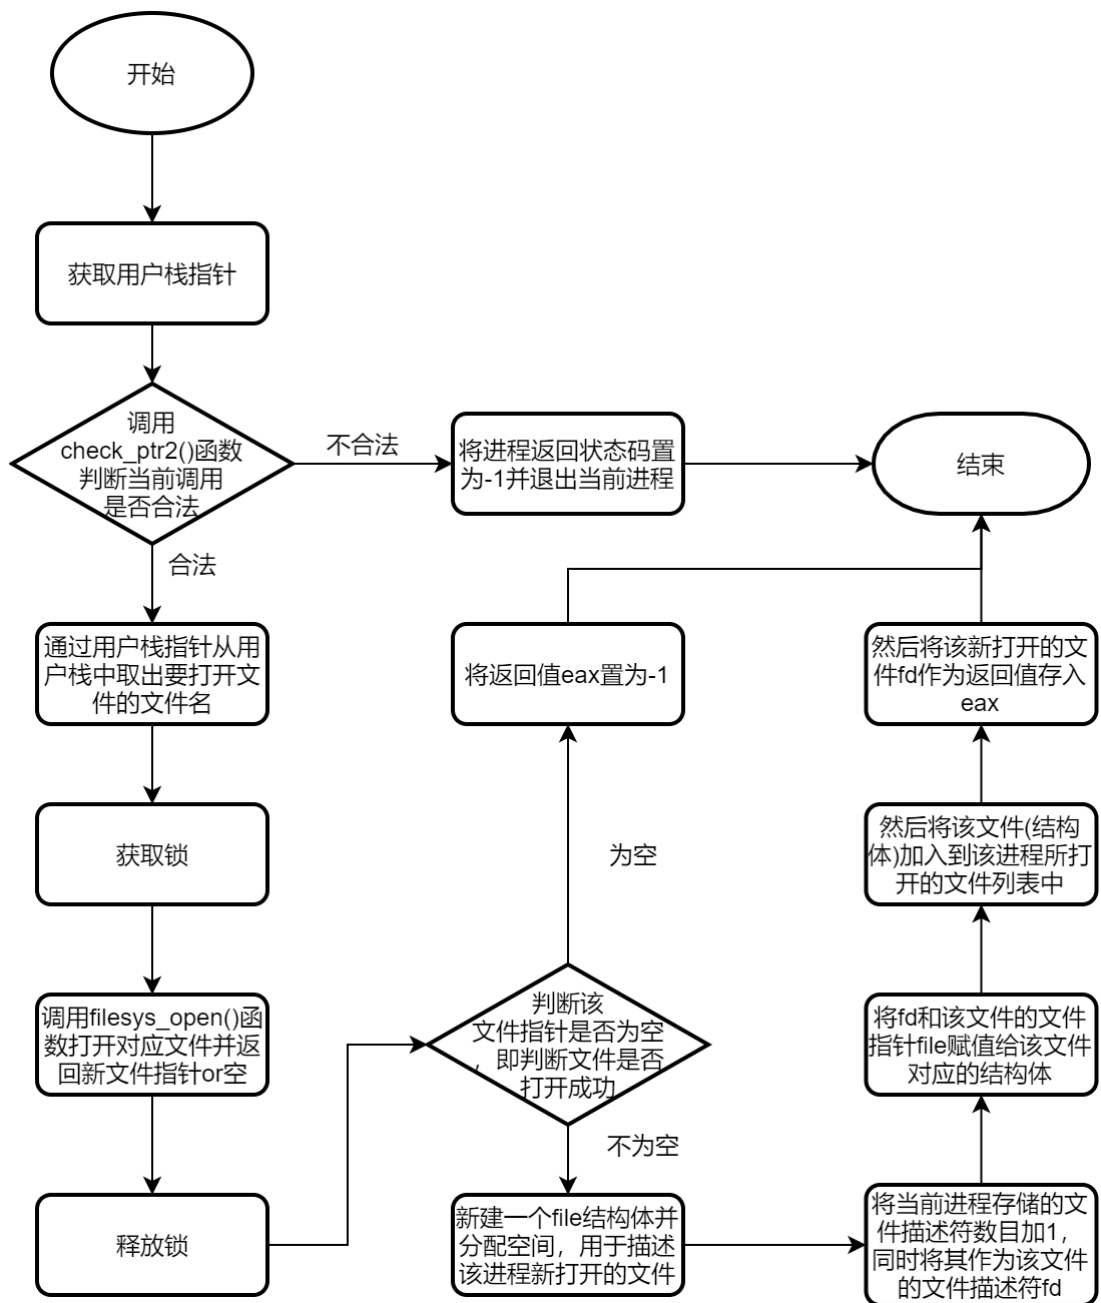 开始
获取用户栈指针
调用
check_ptr2()函数
判断当前调用
是否合法
不合法
将进程返回状态码置
为-1并退出当前进程
结束
合法
通过用户栈指针从用
户栈中取出要打开文
件的文件名
获取锁
调用filesys_open()函
数打开对应文件并返
回新文件指针or空
释放锁
判断该
文件指针是否为空
，即判断文件是否
打开成功
为空
将返回值eax置为-1
不为空
新建一个file结构体并
分配空间，用于描述
该进程新打开的文件
将当前进程存储的文
件描述符数目加1，
同时将其作为该文件
的文件描述符fd
将fd和该文件的文件
指针file赋值给该文件
对应的结构体
然后将该文件(结构
体)加入到该进程所打
开的文件列表中
然后将该新打开的文
件fd作为返回值存入
eax